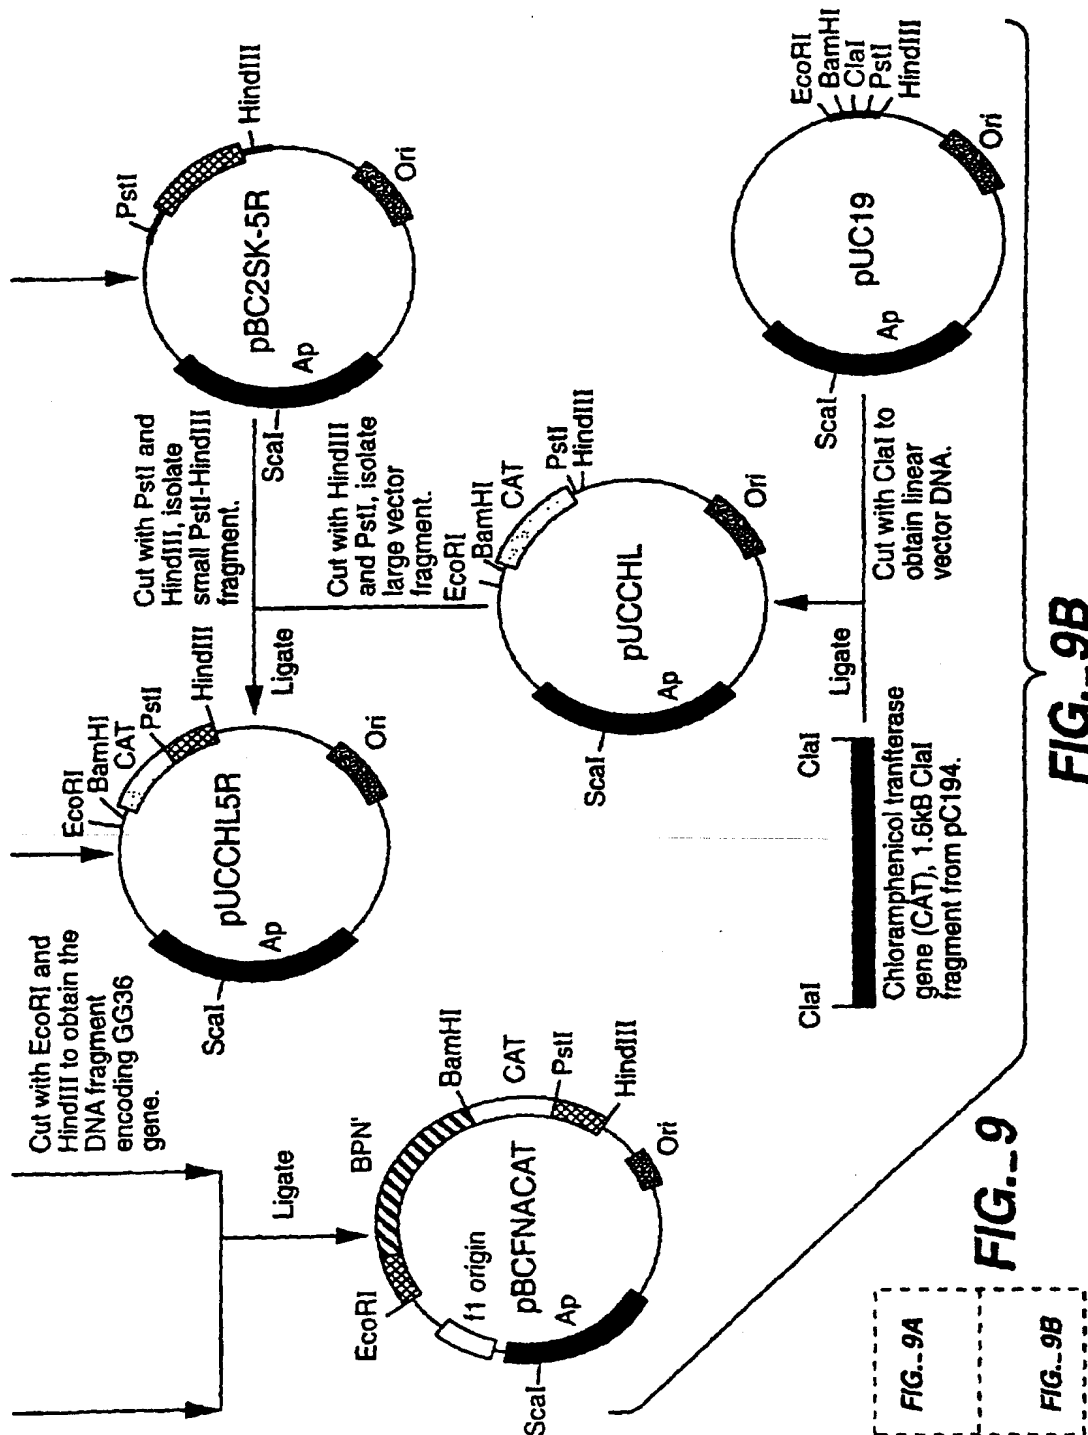 PstI
HindIII
pBC2SK-5R
Ap
ScaI
Ori
EcoRI
BamHI
ClaI
PstI
HindIII
pUC19
Ap
ScaI
Ori
Cut with PstI and
HindIII, isolate
small PstI-HindIII
fragment.
Cut with HindIII
and PstI, isolate
large vector
fragment.
Ligate
EcoRI
BamHI
CAT
PstI
HindIII
pUCCHL
Ap
ScaI
Ori
Cut with ClaI to
obtain linear
vector DNA.
Ligate
EcoRI
BamHI
CAT
PstI
HindIII
pUCCHL5R
Ap
ScaI
Ori
ClaI
ClaI
Chloramphenicol tranfterase
gene (CAT), 1.6kB ClaI
fragment from pC194.
Cut with EcoRI and
HindIII to obtain the
DNA fragment
encoding GG36
gene.
Ligate
EcoRI
BPN'
BamHI
CAT
PstI
HindIII
f1 origin
pBCFNACAT
Ap
ScaI
Ori
FIG._9B
FIG._9
FIG._9A
FIG._9B